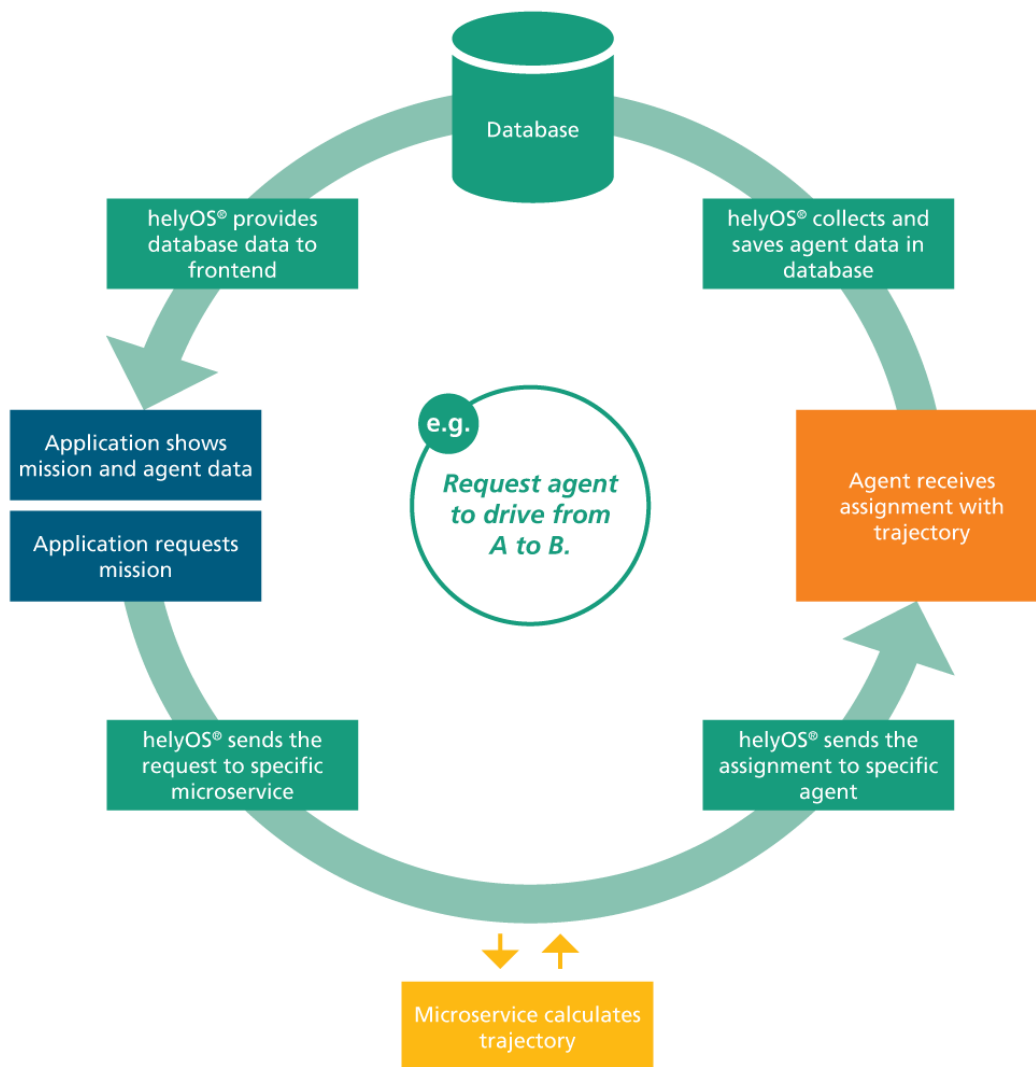 Database
helyOS® provides
database data to
frontend
helyOS® collects and
saves agent data in
database
Application shows
mission and agent data
Application requests
mission
e.g.
Request agent
to drive from
A to B.
Agent receives
assignment with
trajectory
helyOS® sends the
request to specific
microservice
helyOS® sends the
assignment to specific
agent
Microservice calculates
trajectory